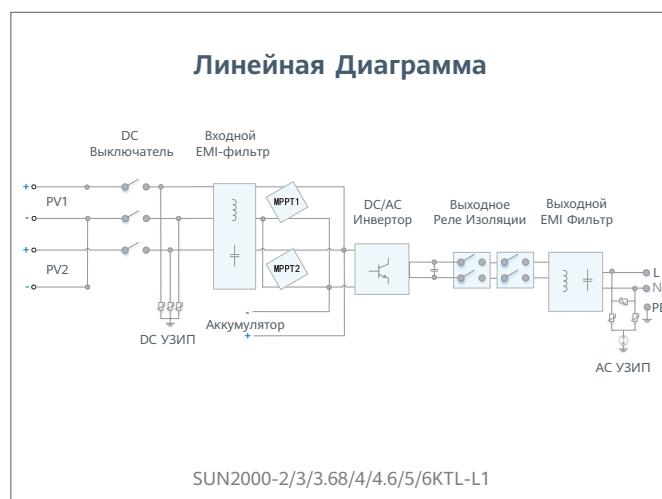 Линейная Диаграмма
DC
Выключатель
Входной
EMI-фильтр
DC/AC
Инвертор
Выходное
Реле Изоляции
Выходной
EMI Фильтр
+
PV1
-
+
PV2
-
MPPT1
MPPT2
-
Аккумулятор
+
DC УЗИП
L
N
PE
AC УЗИП
SUN2000-2/3/3.68/4/4.6/5/6KTL-L1